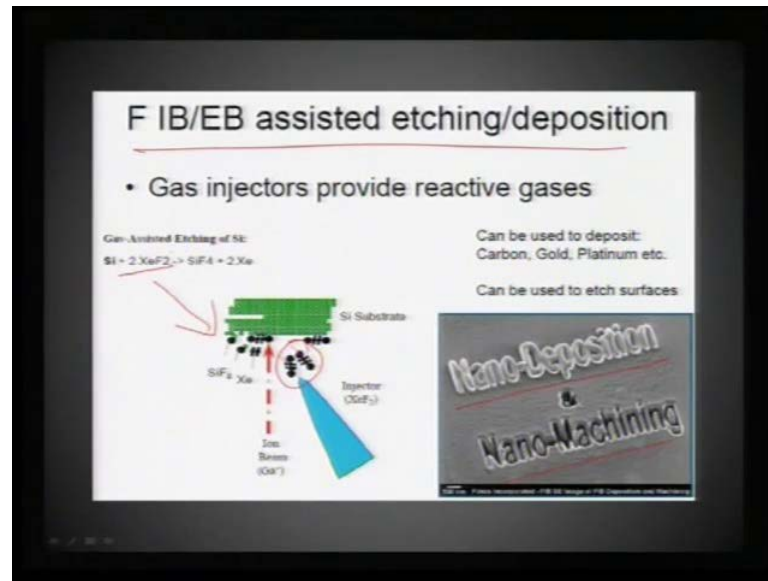 F IB/EB assisted etching/deposition
• Gas injectors provide reactive gases
Gas-Assisted Etching of Si:
Si + 2 XeF2 -> SiF4 + 2 Xe
Can be used to deposit:
Carbon, Gold, Platinum etc.
Can be used to etch surfaces
Si Substrate
SiF4 Xe
Injector
(XeF2)
Ion
Beam
(Ga+)
Nano-Deposition
&
Nano-Machining